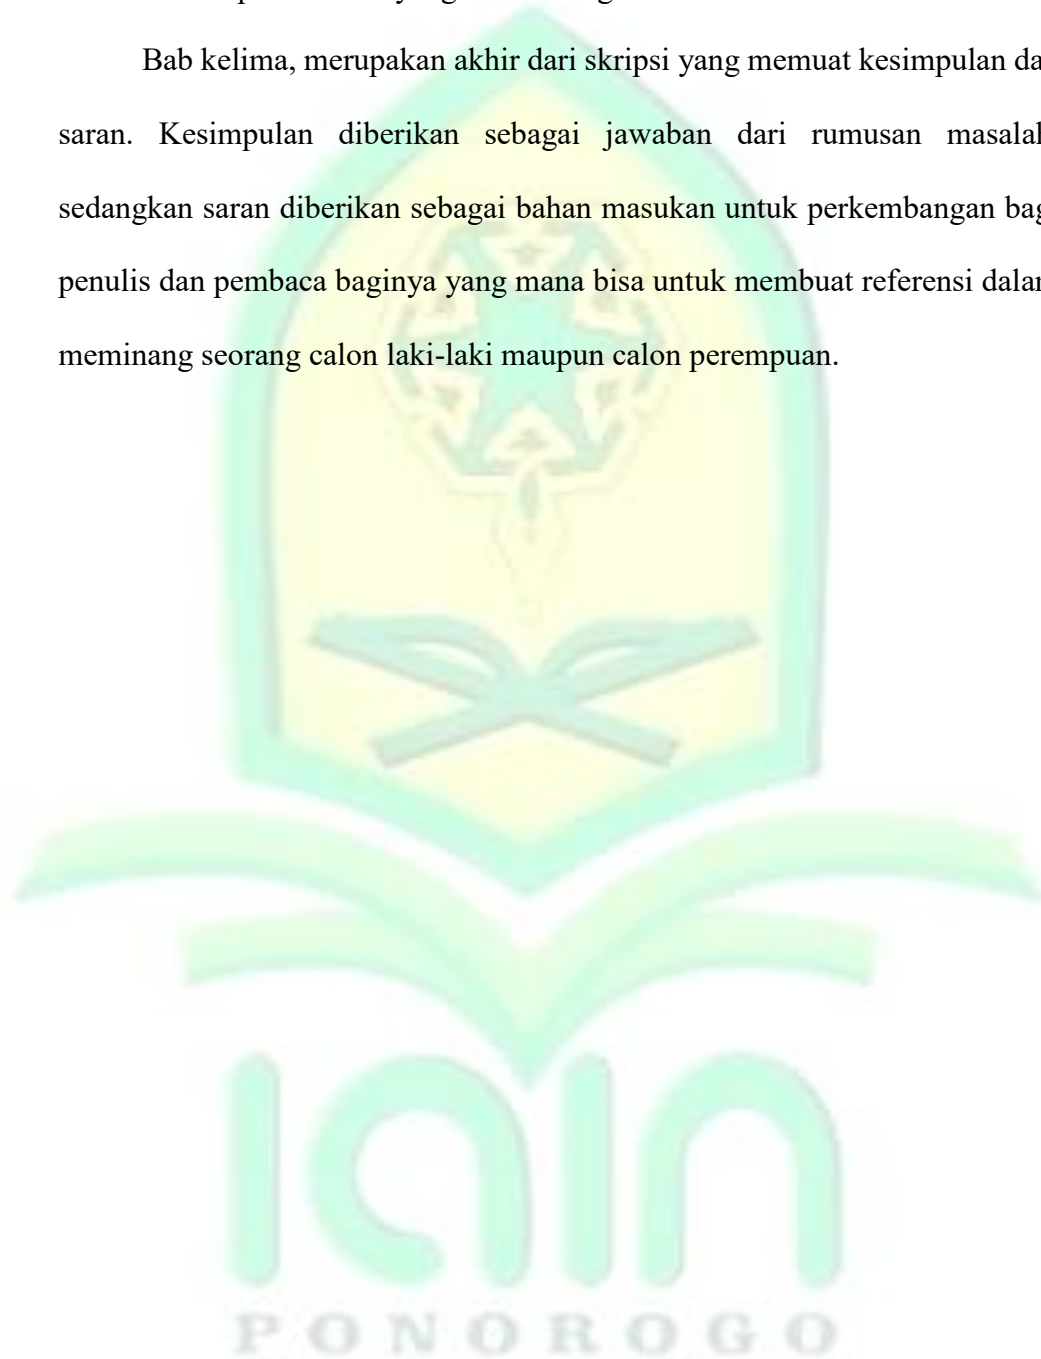 Bab kelima, merupakan akhir dari skripsi yang memuat kesimpulan da
saran. Kesimpulan diberikan sebagai jawaban dari rumusan masalah
sedangkan saran diberikan sebagai bahan masukan untuk perkembangan bag
penulis dan pembaca baginya yang mana bisa untuk membuat referensi dalam
meminang seorang calon laki-laki maupun calon perempuan.
iain
PONOROGO